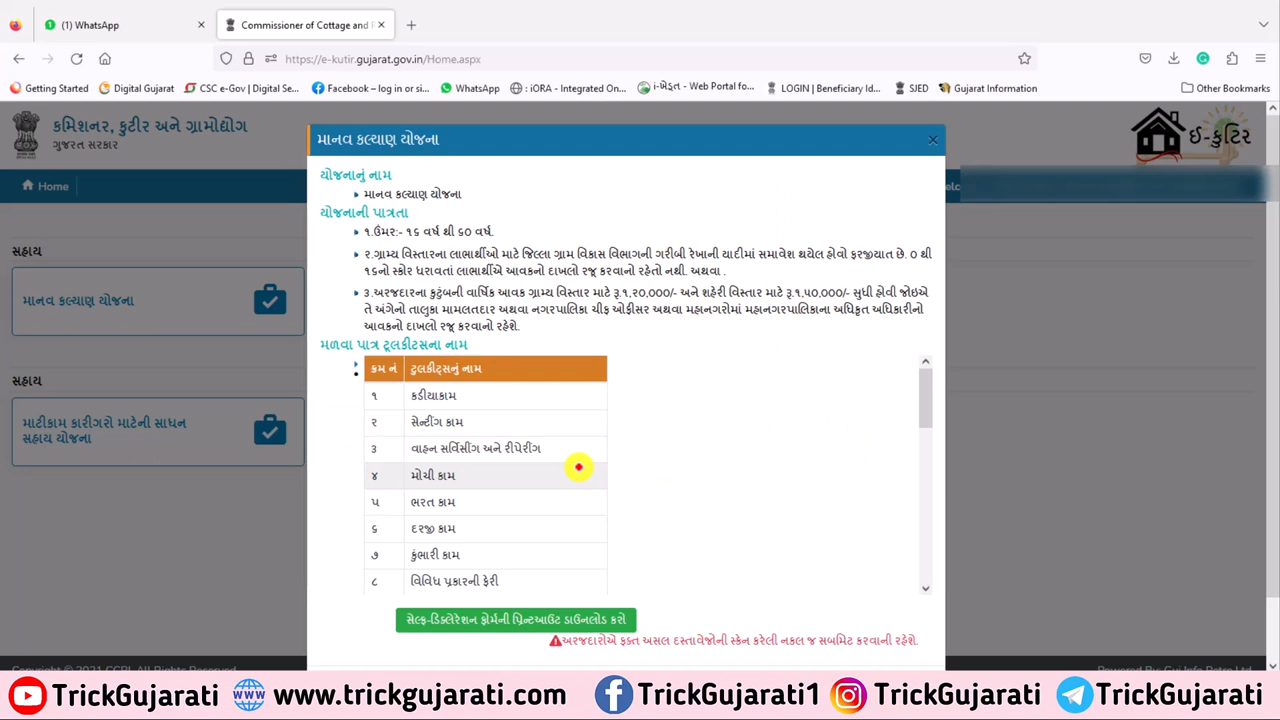 (1) WhatsApp
Commissioner of Cottage and
https://e-kutir.gujarat.gov.in/Home.aspx
Getting Started
Digital Gujarat
CSC e-Gov | Digital Se...
Facebook – log in or si...
WhatsApp
: iORA - Integrated On...
i-ખેડૂત - Web Portal fo...
LOGIN | Beneficiary Id...
SJED
Gujarat Information
Other Bookmarks
કમિશનર, કુટીર અને ગ્રામોદ્યોગ
ગુજરાત સરકાર
ઈ-કુટિર
Home
સહાય
માનવ કલ્યાણ યોજના
સહાય
માટીકામ કારીગરો માટેની સાધન
સહાય યોજના
માનવ કલ્યાણ યોજના
યોજનાનું નામ
માનવ કલ્યાણ યોજના
યોજનાની પાત્રતા
૧.ઉંમર:- ૧૬ વર્ષ થી ૬૦ વર્ષ.
૨.ગ્રામ્ય વિસ્તારના લાભાર્થીઓ માટે જિલ્લા ગ્રામ વિકાસ વિભાગની ગરીબી રેખાની યાદીમાં સમાવેશ થયેલ હોવો ફરજીયાત છે. ૦ થી
૧૬નો સ્કોર ધરાવતાં લાભાર્થીએ આવકનો દાખલો રજૂ કરવાનો રહેતો નથી. અથવા .
૩.અરજદારના કુટુંબની વાર્ષિક આવક ગ્રામ્ય વિસ્તાર માટે રૂ.૧,૨૦,૦૦૦/- અને શહેરી વિસ્તાર માટે રૂ.૧,૫૦,૦૦૦/- સુધી હોવી જોઇએ
તે અંગેનો તાલુકા મામલતદાર અથવા નગરપાલિકા ચીફ ઓફીસર અથવા મહાનગરોમાં મહાનગરપાલિકાના અધિકૃત અધિકારીનો
આવકનો દાખલો રજૂ કરવાનો રહેશે.
મળવા પાત્ર ટૂલકીટસના નામ
ક્રમ નં ટુલકીટ્સનું નામ
૧ કડીયાકામ
૨ સેન્ટીંગ કામ
૩ વાહન સર્વિસીંગ અને રીપેરીંગ
૪ મોચી કામ
૫ ભરત કામ
૬ દરજી કામ
૭ કુંભારી કામ
૮ વિવિધ પ્રકારની ફેરી
સેલ્ફ-ડિક્લેરેશન ફોર્મની પ્રિન્ટઆઉટ ડાઉનલોડ કરો
અરજદારોએ ફક્ત અસલ દસ્તાવેજોની સ્કેન કરેલી નકલ જ સબમિટ કરવાની રહેશે.
TrickGujarati www.trickgujarati.com TrickGujarati1 TrickGujarati TrickGujarati